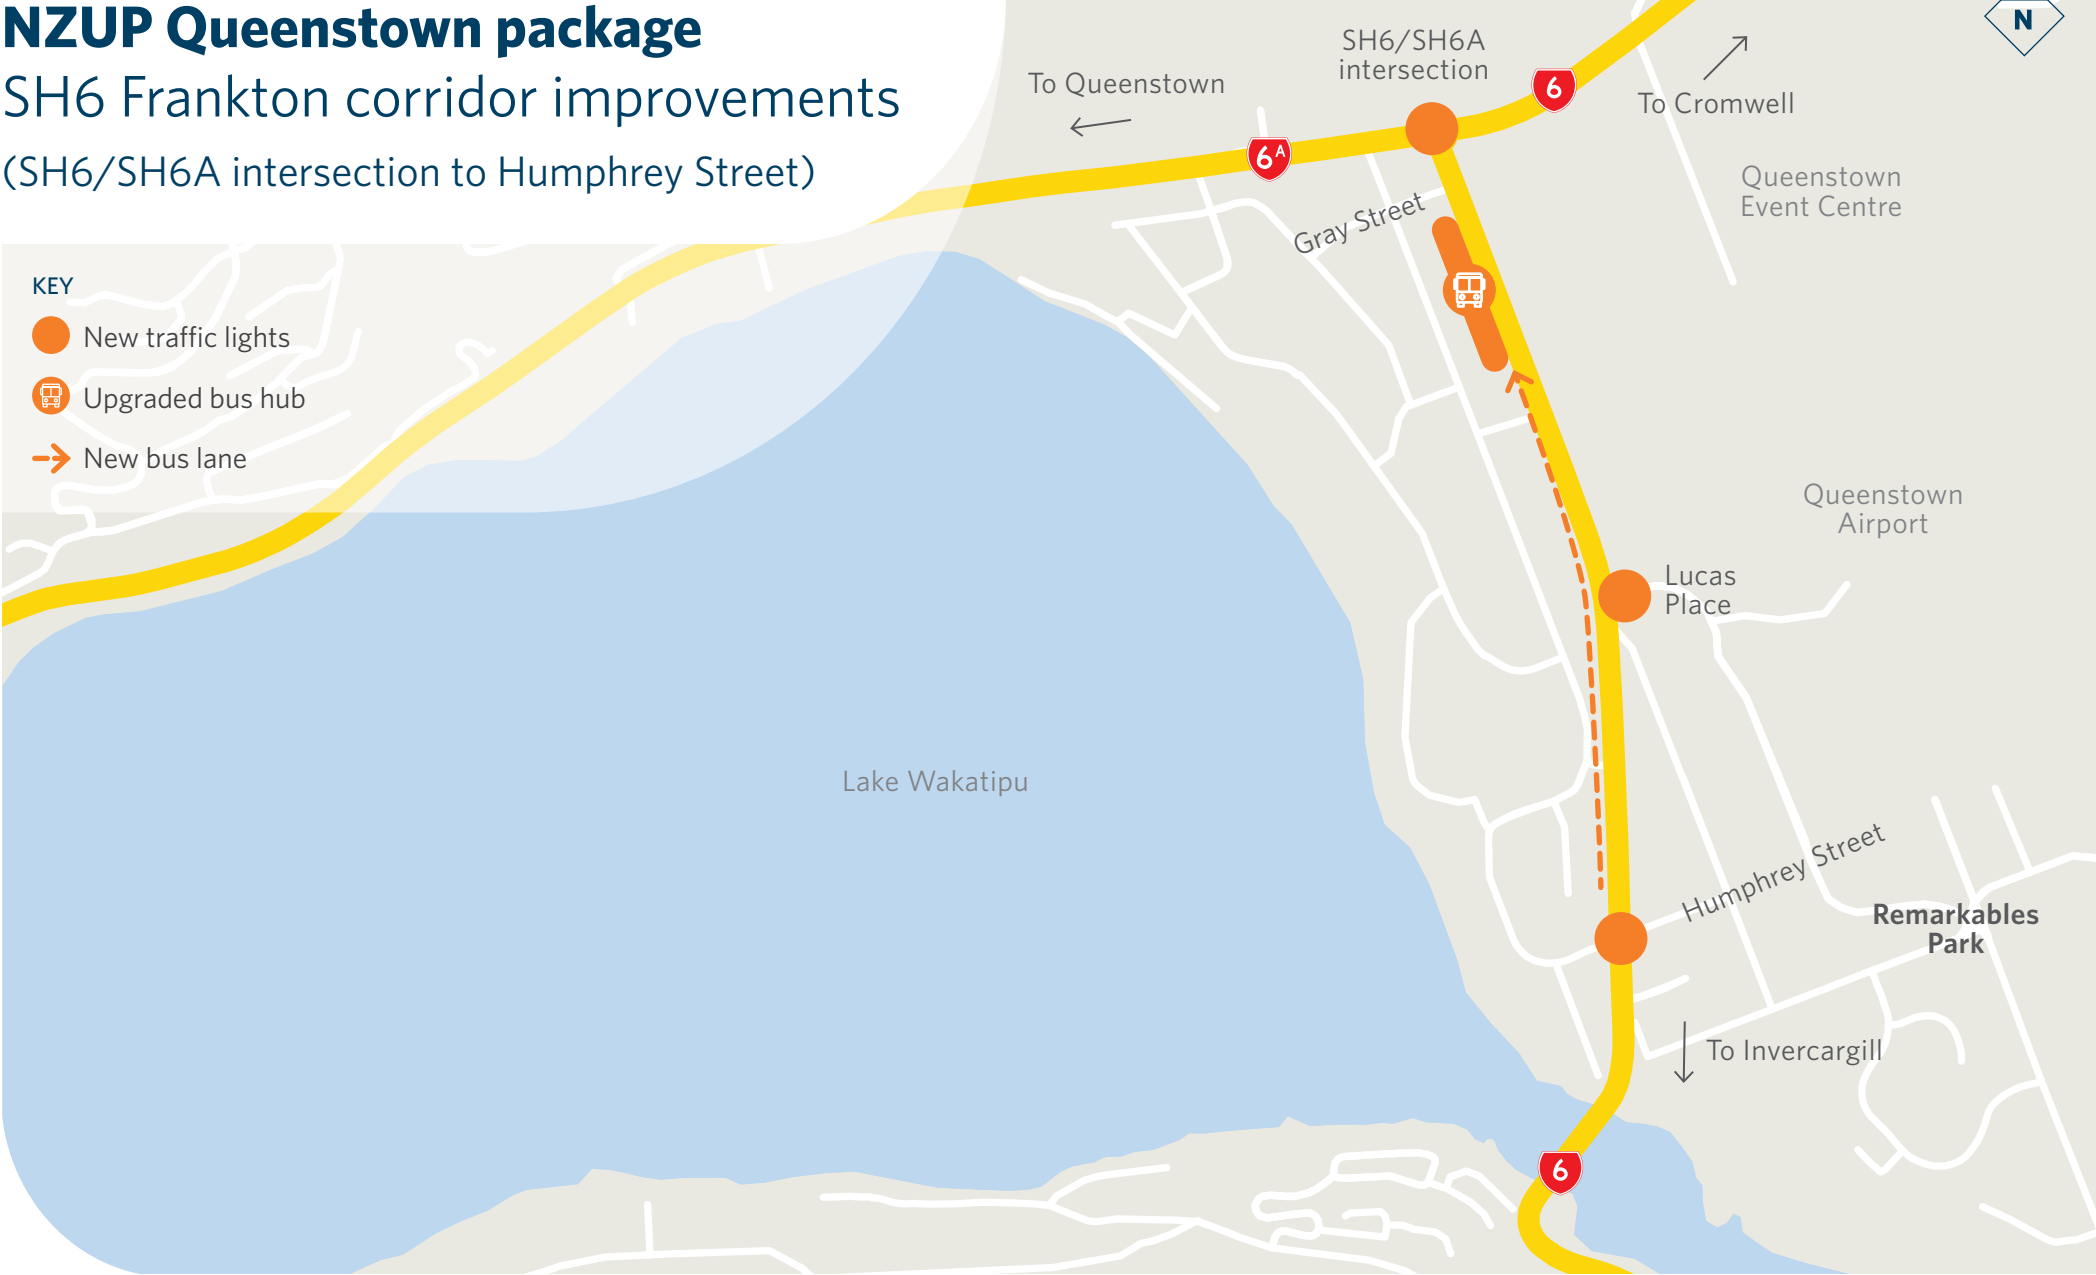 NZUP Queenstown package
SH6 Frankton corridor improvements
(SH6/SH6A intersection to Humphrey Street)
KEY
New traffic lights
Upgraded bus hub
New bus lane
To Queenstown
SH6/SH6A
intersection
6
To Cromwell
N
6A
Queenstown
Event Centre
Gray Street
Queenstown
Airport
Lucas
Place
Lake Wakatipu
Humphrey Street
Remarkables
Park
To Invercargill
6